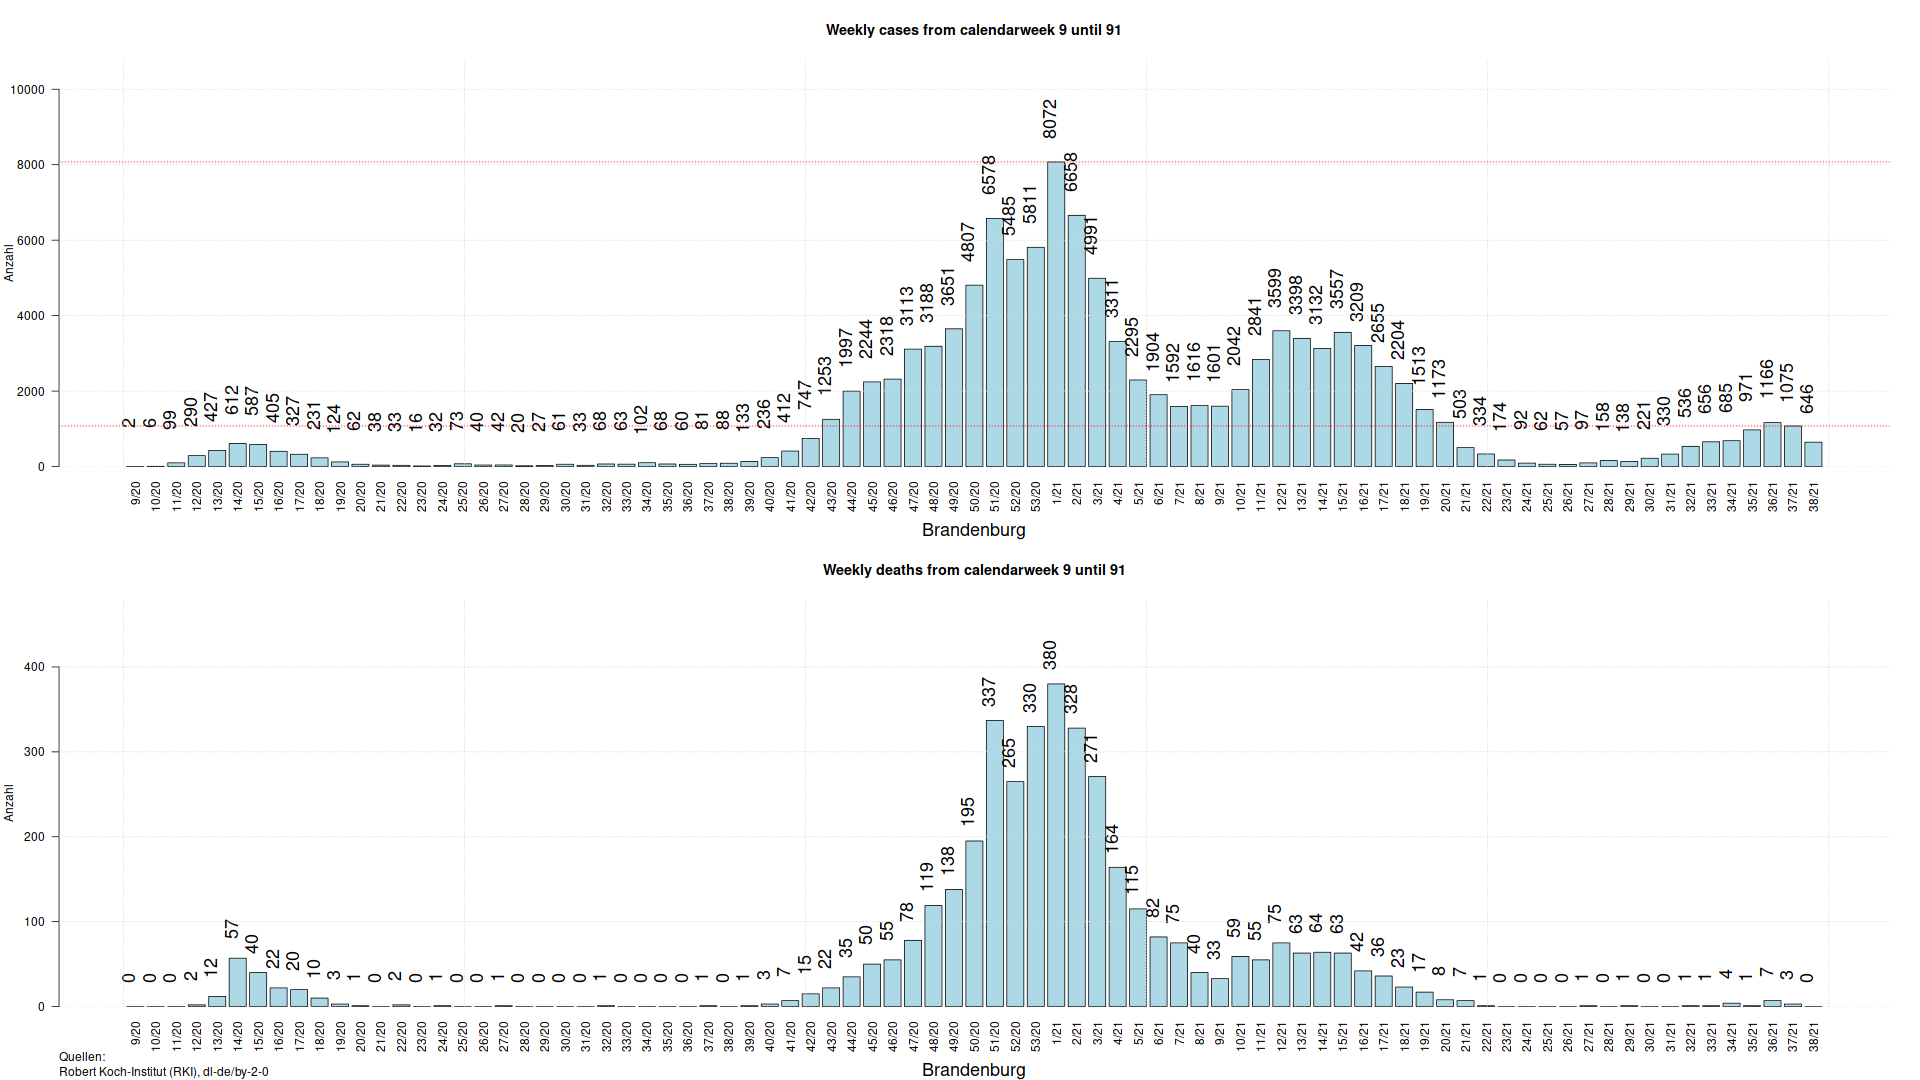 Weekly cases from calendarweek 9 until 91
10000
8000
6000
4000
2000
0
Anzahl
2 6 99 290 427 612 587 405 327 231 124 62 38 33 16 32 73 40 42 20 27 61 33 68 63 102 68 60 81 88 133 236 412 747 1253 1997 2244 2318 3113 3188 3651 4807 6578 5485 5811 8072 6658 4991 3311 2295 1904 1592 1616 1601 2042 2841 3599 3398 3132 3557 3209 2655 2204 1513 1173 503 334 174 92 62 57 97 158 138 221 330 536 656 685 971 1166 1075 646
9/20 10/20 11/20 12/20 13/20 14/20 15/20 16/20 17/20 18/20 19/20 20/20 21/20 22/20 23/20 24/20 25/20 26/20 27/20 28/20 29/20 30/20 31/20 32/20 33/20 34/20 35/20 36/20 37/20 38/20 39/20 40/20 41/20 42/20 43/20 44/20 45/20 46/20 47/20 48/20 49/20 50/20 51/20 52/20 53/20 1/21 2/21 3/21 4/21 5/21 6/21 7/21 8/21 9/21 10/21 11/21 12/21 13/21 14/21 15/21 16/21 17/21 18/21 19/21 20/21 21/21 22/21 23/21 24/21 25/21 26/21 27/21 28/21 29/21 30/21 31/21 32/21 33/21 34/21 35/21 36/21 37/21 38/21
Brandenburg
Weekly deaths from calendarweek 9 until 91
400
300
200
100
0
Anzahl
0 0 0 2 12 57 40 22 20 10 3 1 0 2 0 1 0 0 1 0 0 0 0 1 0 0 0 0 1 0 1 3 7 15 22 35 50 55 78 119 138 195 337 265 330 380 328 271 164 115 82 75 40 33 59 55 75 63 64 63 42 36 23 17 8 7 1 0 0 0 0 1 0 1 0 0 1 1 4 1 7 3 0
9/20 10/20 11/20 12/20 13/20 14/20 15/20 16/20 17/20 18/20 19/20 20/20 21/20 22/20 23/20 24/20 25/20 26/20 27/20 28/20 29/20 30/20 31/20 32/20 33/20 34/20 35/20 36/20 37/20 38/20 39/20 40/20 41/20 42/20 43/20 44/20 45/20 46/20 47/20 48/20 49/20 50/20 51/20 52/20 53/20 1/21 2/21 3/21 4/21 5/21 6/21 7/21 8/21 9/21 10/21 11/21 12/21 13/21 14/21 15/21 16/21 17/21 18/21 19/21 20/21 21/21 22/21 23/21 24/21 25/21 26/21 27/21 28/21 29/21 30/21 31/21 32/21 33/21 34/21 35/21 36/21 37/21 38/21
Brandenburg
Quellen:
Robert Koch-Institut (RKI), dl-de/by-2-0